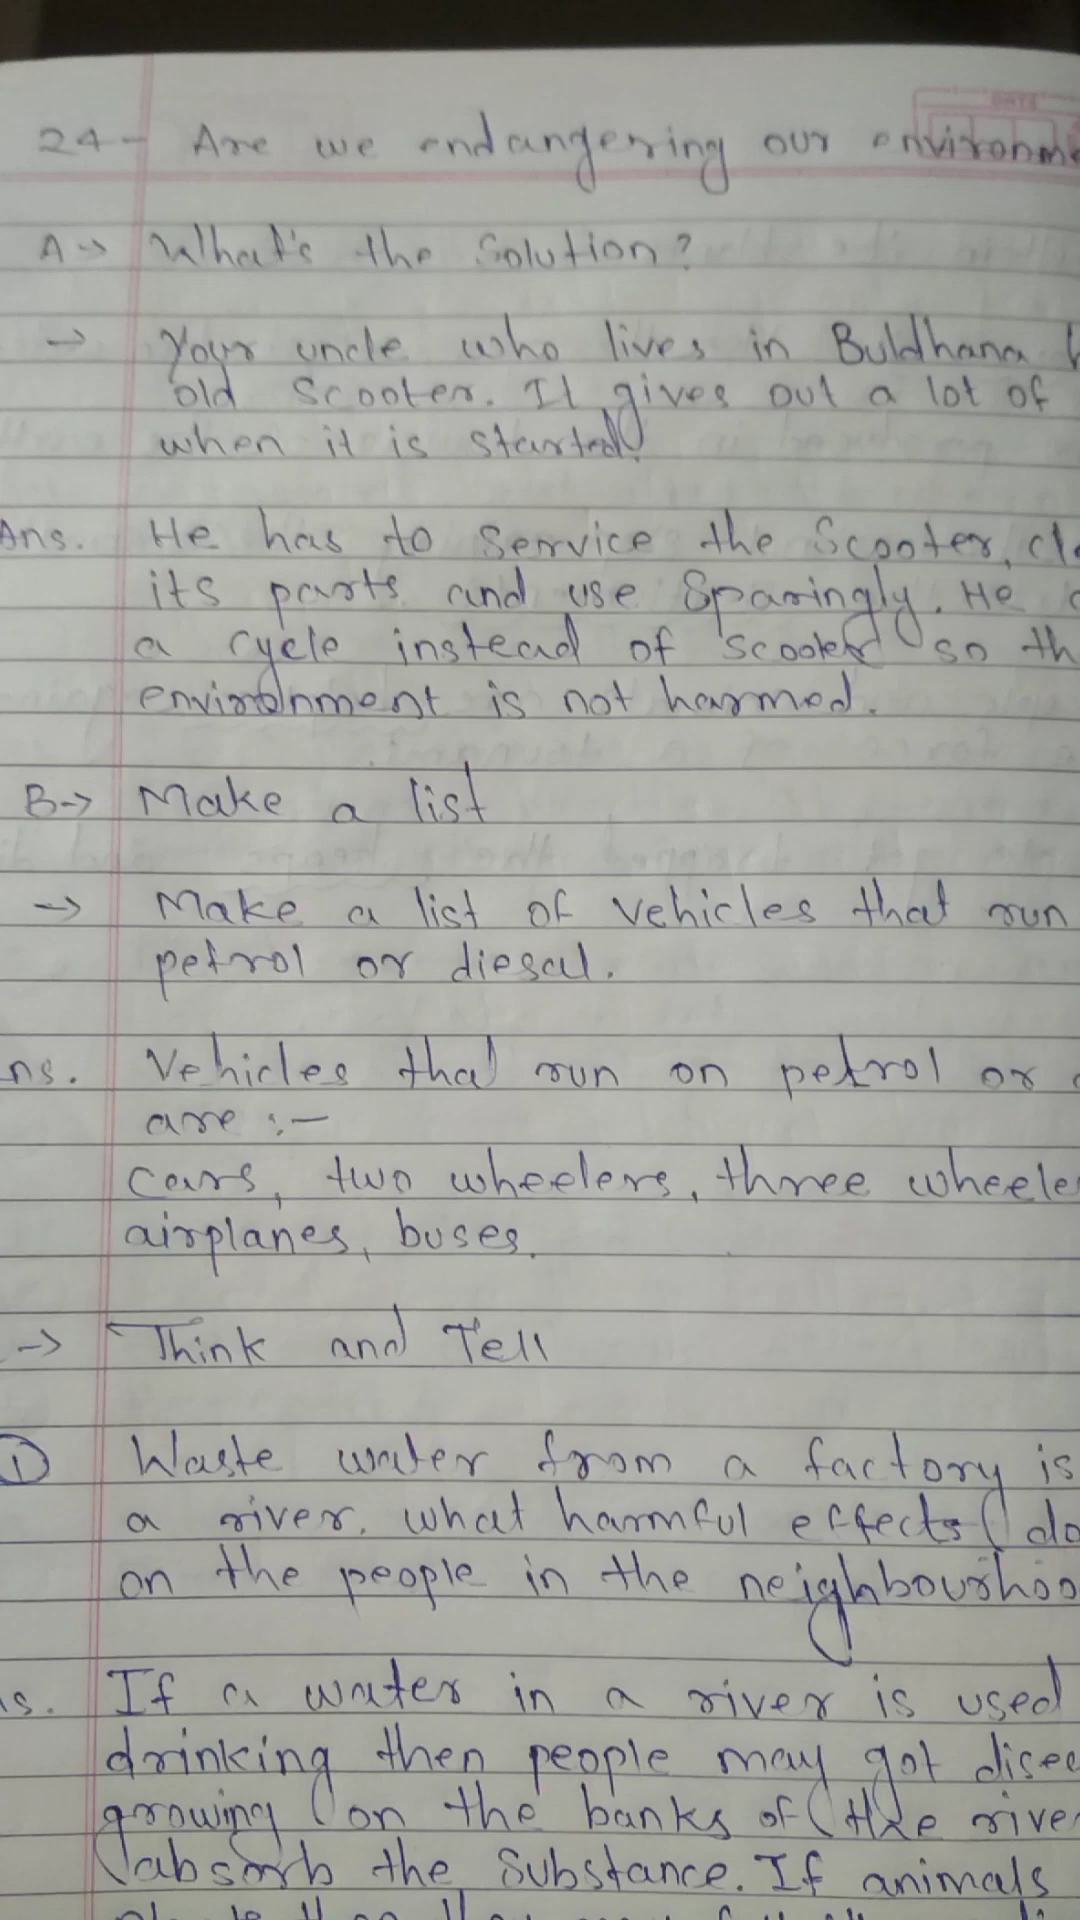 DATE
24- Are we endangering our environme
A→ What's the Solution?
→ Your uncle who lives in Buldhana
old Scooter. It gives out a lot of
when it is started.
Ans. He has to Service the Scooter, cle
its parts and use Sparingly. He
a cycle instead of scooter so th
environment is not harmed.
B→ Make a list
→ Make a list of vehicles that run
petrol or diesal.
ns. Vehicles that run on petrol or
are :-
cars, two wheelers, three wheele
airplanes, buses.
→ Think and Tell
① Waste water from a factory is
a river. what harmful effects do
on the people in the neighbourhoo
s. If a water in a river is used
drinking then people may got disea
growing on the banks of the river
absorb the Substance. If animals